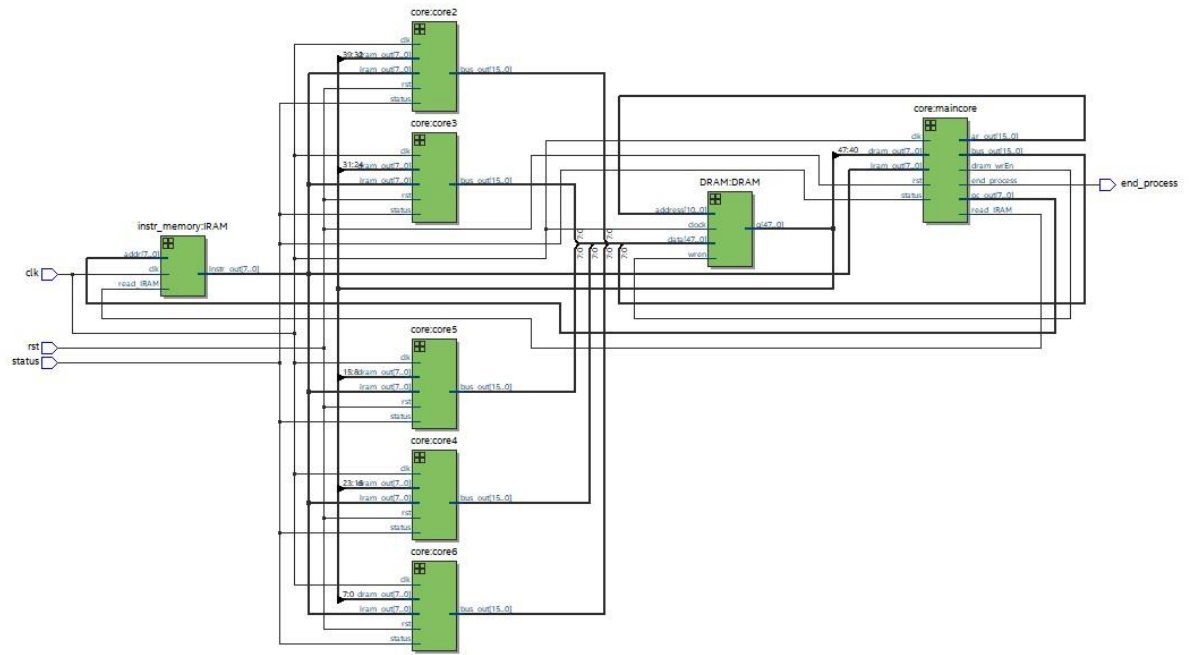 core:core2
clk
39:32 dram_out[7..0]
iram_out[7..0]
bus_out[15..0]
rst
status
core:core3
clk
31:24 dram_out[7..0]
iram_out[7..0]
bus_out[15..0]
rst
status
core:maincore
clk
ar_out[15..0]
47:40 dram_out[7..0]
bus_out[15..0]
iram_out[7..0]
dram_wrEn
rst
end_process
end_process
status
pc_out[7..0]
read_IRAM
DRAM:DRAM
address[10..0]
clock
q[47..0]
data[47..0]
wren
7:0
7:0
7:0
7:0
7:0
instr_memory:IRAM
addr[7..0]
clk
clk
instr_out[7..0]
read_IRAM
rst
status
core:core5
clk
15:8 dram_out[7..0]
iram_out[7..0]
bus_out[15..0]
rst
status
core:core4
clk
23:16 dram_out[7..0]
iram_out[7..0]
bus_out[15..0]
rst
status
core:core6
clk
7:0 dram_out[7..0]
iram_out[7..0]
bus_out[15..0]
rst
status